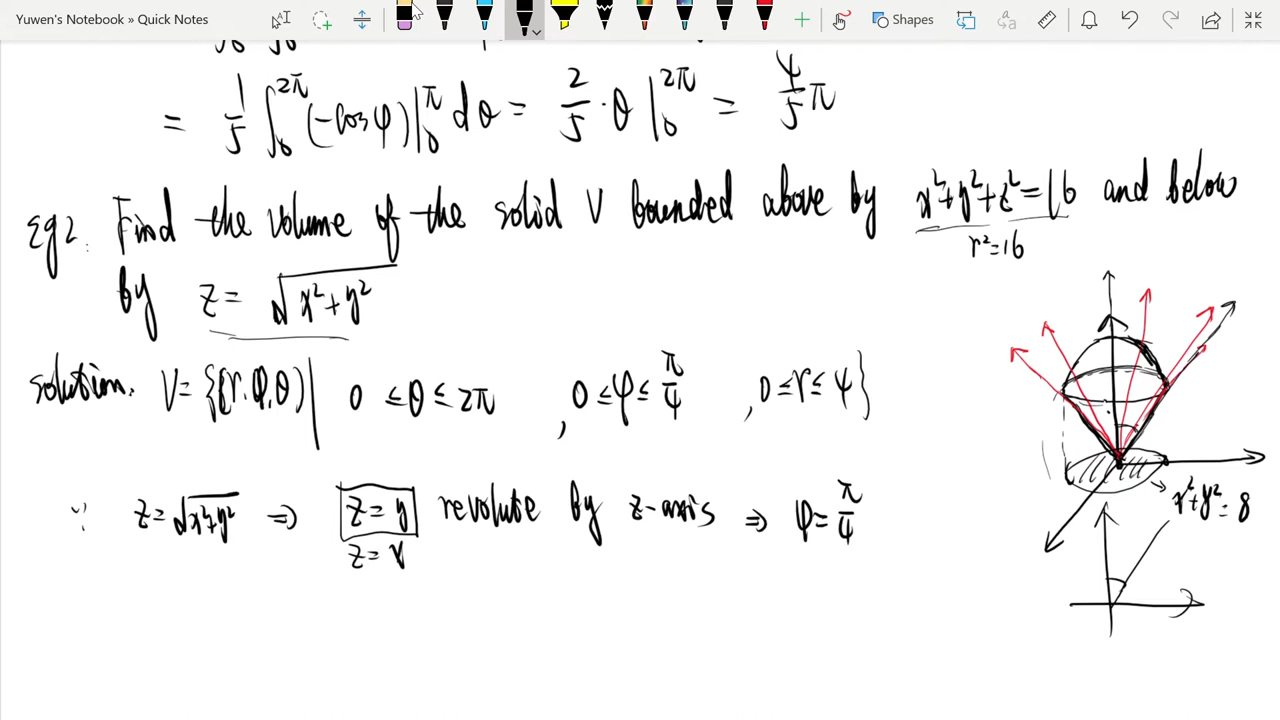 Yuwen's Notebook » Quick Notes
Shapes
= 1/5 ∫₀^2π (-cosφ)|₀^π dθ = 2/5 · θ |₀^2π = 4/5 π
Eg2. Find the volume of the solid V bounded above by x²+y²+z²=16 and below
r²=16
by z = √(x²+y²)
solution. V={(r.φ,θ)| 0 ≤θ≤ 2π , 0≤φ≤ π/4 , 0≤r≤4}
∵ z=√(x²+y²) ⇒ z=y revolute by z-axis ⇒ φ=π/4
z=x
x²+y²=8